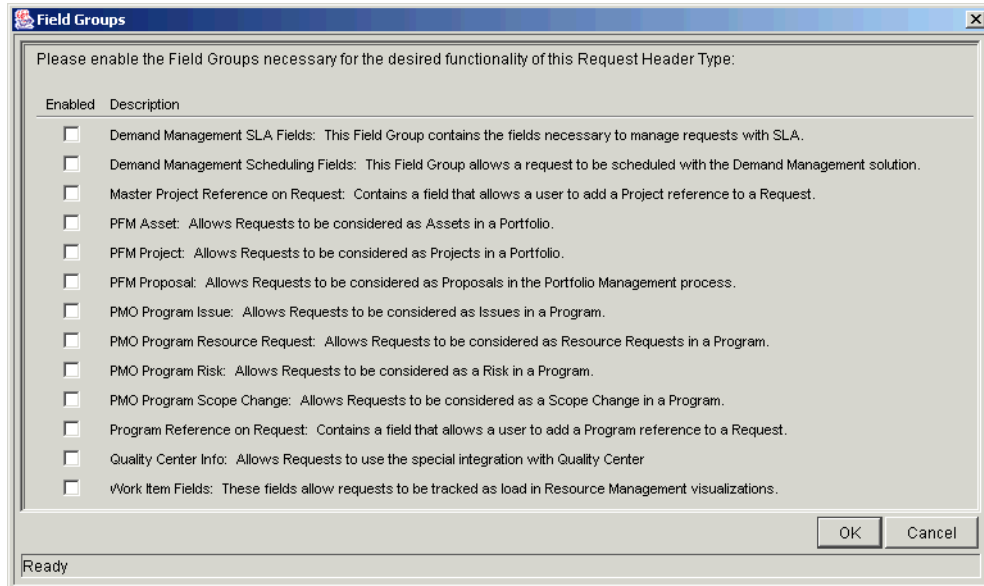 Field Groups
Please enable the Field Groups necessary for the desired functionality of this Request Header Type:
Enabled Description
Demand Management SLA Fields: This Field Group contains the fields necessary to manage requests with SLA.
Demand Management Scheduling Fields: This Field Group allows a request to be scheduled with the Demand Management solution.
Master Project Reference on Request: Contains a field that allows a user to add a Project reference to a Request.
PFM Asset: Allows Requests to be considered as Assets in a Portfolio.
PFM Project: Allows Requests to be considered as Projects in a Portfolio.
PFM Proposal: Allows Requests to be considered as Proposals in the Portfolio Management process.
PMO Program Issue: Allows Requests to be considered as Issues in a Program.
PMO Program Resource Request: Allows Requests to be considered as Resource Requests in a Program.
PMO Program Risk: Allows Requests to be considered as a Risk in a Program.
PMO Program Scope Change: Allows Requests to be considered as a Scope Change in a Program.
Program Reference on Request: Contains a field that allows a user to add a Program reference to a Request.
Quality Center Info: Allows Requests to use the special integration with Quality Center
Work Item Fields: These fields allow requests to be tracked as load in Resource Management visualizations.
OK Cancel
Ready